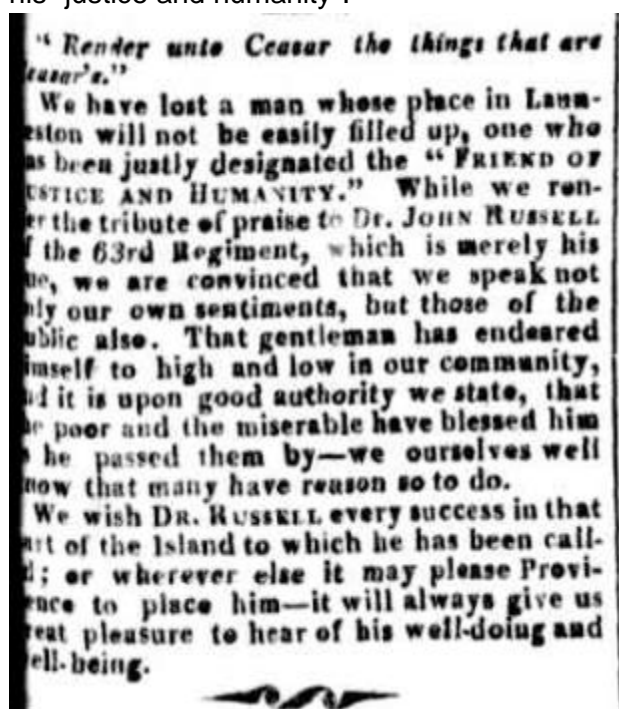 his "justice and humanity".
"Render unto Ceasar the things that are
easar's."
We have lost a man whose place in Laun-
eston will not be easily filled up, one who
as been justly designated the "FRIEND OF
USTICE AND HUMANITY." While we ren-
er the tribute of praise to Dr. JOHN RUSSELL
f the 63rd Regiment, which is merely his
ue, we are convinced that we speak not
nly our own sentiments, but those of the
ublic also. That gentleman has endeared
imself to high and low in our community,
nd it is upon good authority we state, that
he poor and the miserable have blessed him
s he passed them by—we ourselves well
now that many have reason so to do.
We wish DR. RUSSELL every success in that
art of the Island to which he has been call-
d; or wherever else it may please Provi-
ence to place him—it will always give us
reat pleasure to hear of his well-doing and
ell-being.